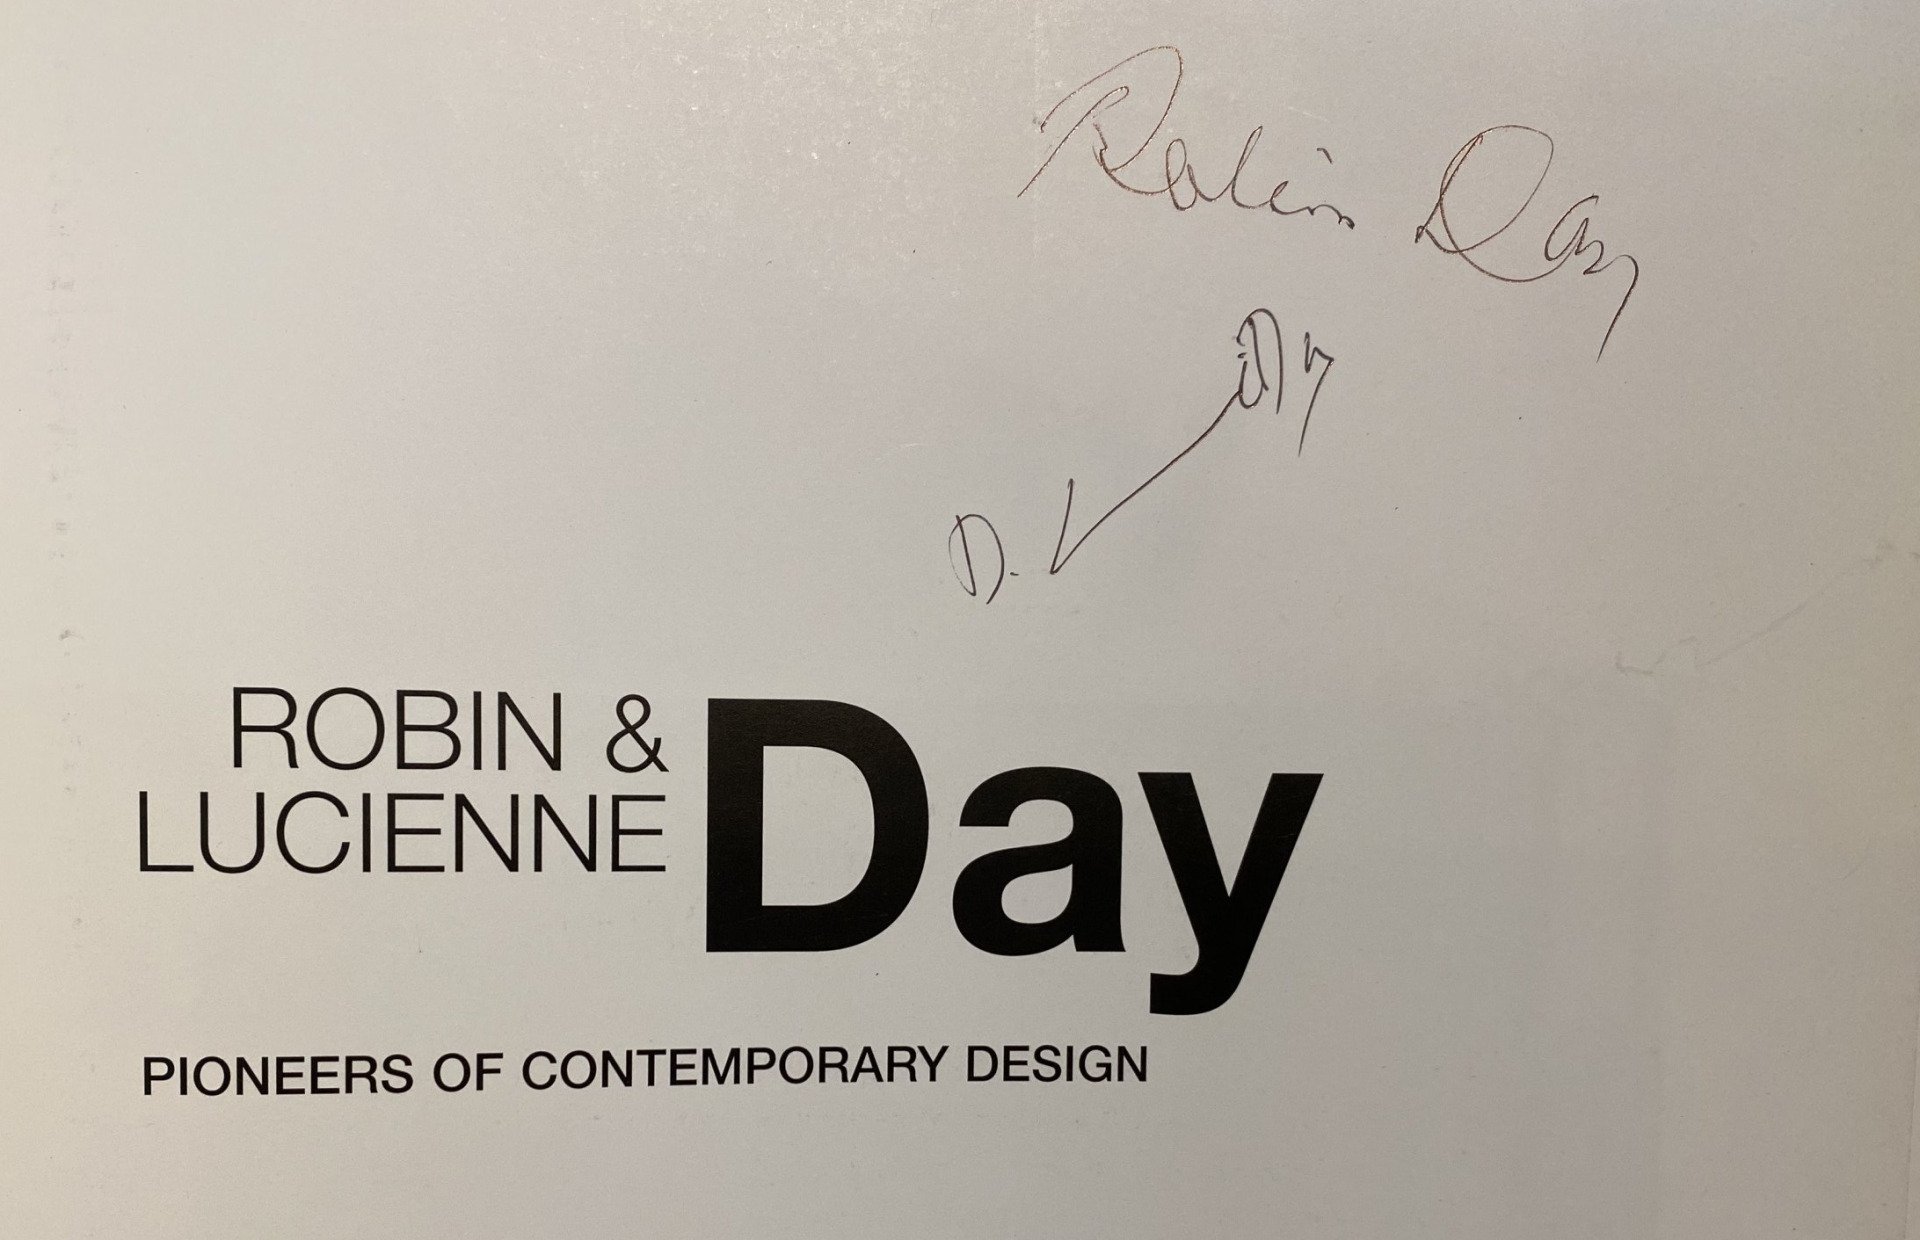 Robin Day
ROBIN &
LUCIENNE
Day
PIONEERS OF CONTEMPORARY DESIGN